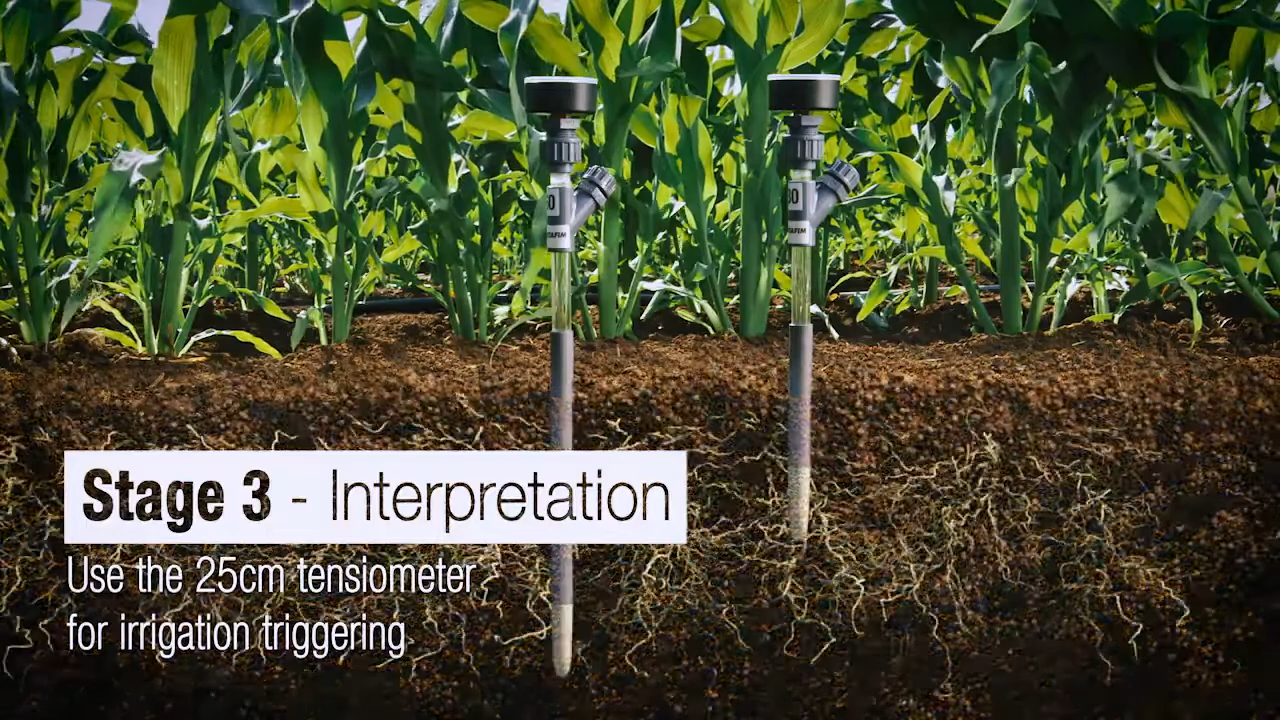 Stage 3 - Interpretation
Use the 25cm tensiometer
for irrigation triggering